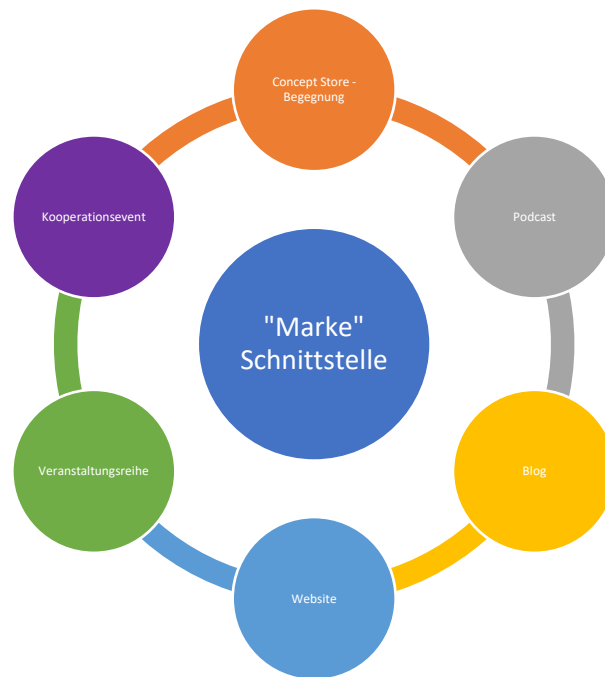 Concept Store -
Begegnung
Kooperationsevent
Podcast
"Marke"
Schnittstelle
Veranstaltungsreihe
Blog
Website